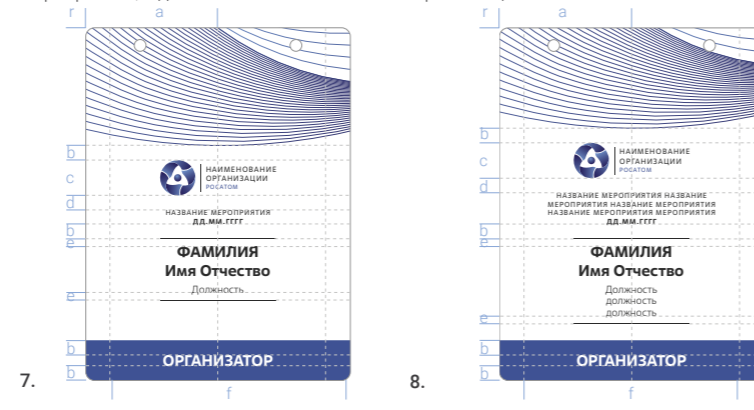 r a
b
c
d
b
e
e
b
b
f
НАИМЕНОВАНИЕ
ОРГАНИЗАЦИИ
РОСАТОМ
НАЗВАНИЕ МЕРОПРИЯТИЯ
ДД.ММ.ГГГГ
ФАМИЛИЯ
Имя Отчество
Должность
ОРГАНИЗАТОР
7.
r a
b
c
d
b
e
e
b
b
f
НАИМЕНОВАНИЕ
ОРГАНИЗАЦИИ
РОСАТОМ
НАЗВАНИЕ МЕРОПРИЯТИЯ НАЗВАНИЕ
МЕРОПРИЯТИЯ НАЗВАНИЕ МЕРОПРИЯТИЯ
НАЗВАНИЕ МЕРОПРИЯТИЯ МЕРОПРИЯТИЯ
ДД.ММ.ГГГГ
ФАМИЛИЯ
Имя Отчество
Должность
должность
должность
ОРГАНИЗАТОР
8.